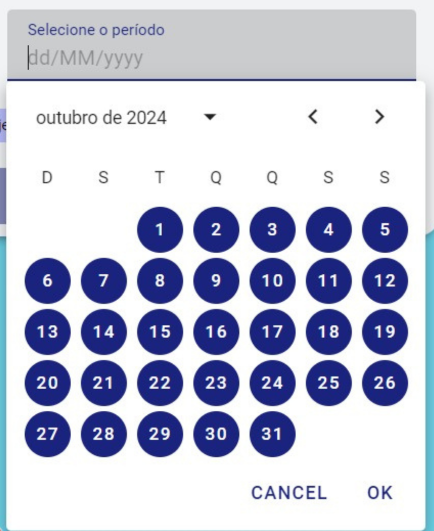 Selecione o período
dd/MM/yyyy
outubro de 2024
D S T Q Q S S
1 2 3 4 5
6 7 8 9 10 11 12
13 14 15 16 17 18 19
20 21 22 23 24 25 26
27 28 29 30 31
CANCEL OK